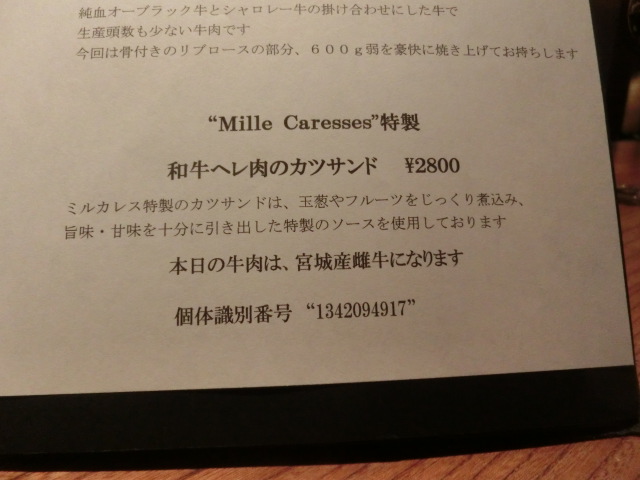 純血オーブラック牛とシャロレー牛の掛け合わせにした牛で
生産頭数も少ない牛肉です
今回は骨付きのリブロースの部分、６００ｇ弱を豪快に焼き上げてお持ちします
“Mille Caresses”特製
和牛ヘレ肉のカツサンド　¥2800
ミルカレス特製のカツサンドは、玉葱やフルーツをじっくり煮込み、
旨味・甘味を十分に引き出した特製のソースを使用しております
本日の牛肉は、宮城産雌牛になります
個体識別番号　“1342094917”